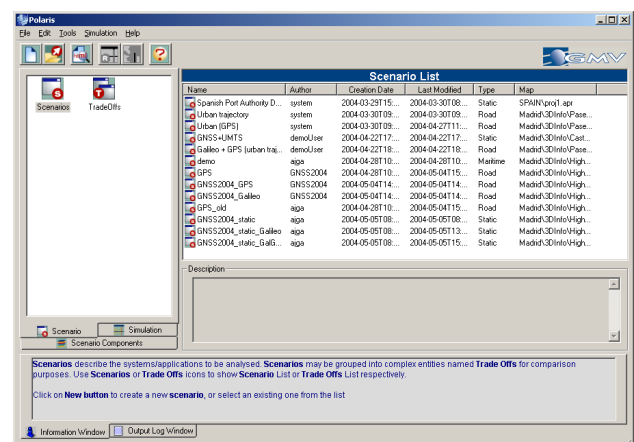 Polaris
File Edit Tools Simulation Help
GMV
Scenarios TradeOffs
Scenario List
Name Author Creation Date Last Modified Type Map
Spanish Port Authority D... system 2004-03-29T15:... 2004-03-30T08:... Static SPAIN\proj1.apr
Urban trajectory system 2004-03-30T09:... 2004-03-30T09:... Road Madrid\3DInfo\Pase...
Urban (GPS) system 2004-03-30T09:... 2004-04-27T11:... Road Madrid\3DInfo\Pase...
GNSS+UMTS demoUser 2004-04-22T17:... 2004-04-22T17:... Static Madrid\3DInfo\Cast...
Galileo + GPS (urban traj... demoUser 2004-04-22T18:... 2004-04-22T18:... Road Madrid\3DInfo\Pase...
demo aiga 2004-04-28T10:... 2004-04-28T10:... Maritime Madrid\3DInfo\High...
GPS GNSS2004 2004-04-28T10:... 2004-05-04T15:... Road Madrid\3DInfo\High...
GNSS2004_GPS GNSS2004 2004-05-04T14:... 2004-05-04T14:... Road Madrid\3DInfo\High...
GNSS2004_Galileo GNSS2004 2004-05-04T14:... 2004-05-04T14:... Road Madrid\3DInfo\High...
GPS_old aiga 2004-04-28T10:... 2004-05-04T15:... Road Madrid\3DInfo\High...
GNSS2004_static aiga 2004-05-05T08:... 2004-05-05T08:... Static Madrid\3DInfo\High...
GNSS2004_static_Galileo aiga 2004-05-05T08:... 2004-05-05T13:... Static Madrid\3DInfo\High...
GNSS2004_static_GalG... aiga 2004-05-05T08:... 2004-05-05T15:... Static Madrid\3DInfo\High...
Description
Scenario Simulation
Scenario Components
Scenarios describe the systems/applications to be analysed. Scenarios may be grouped into complex entities named Trade Offs for comparison
purposes. Use Scenarios or Trade Offs icons to show Scenario List or Trade Offs List respectively.
Click on New button to create a new scenario, or select an existing one from the list
Information Window Output Log Window